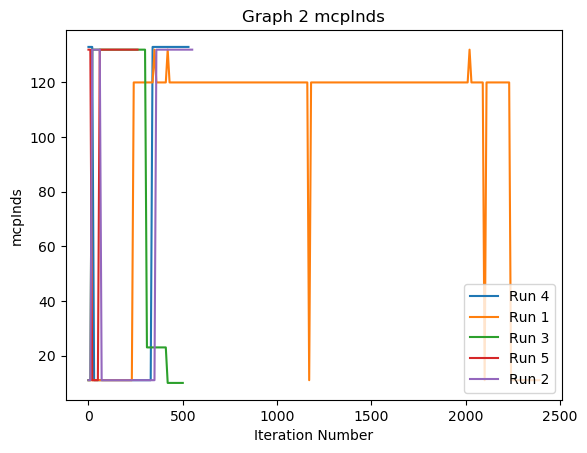 Graph 2 mcpInds
mcpInds
120
100
80
60
40
20
0
500
1000
1500
2000
2500
Iteration Number
Run 4
Run 1
Run 3
Run 5
Run 2